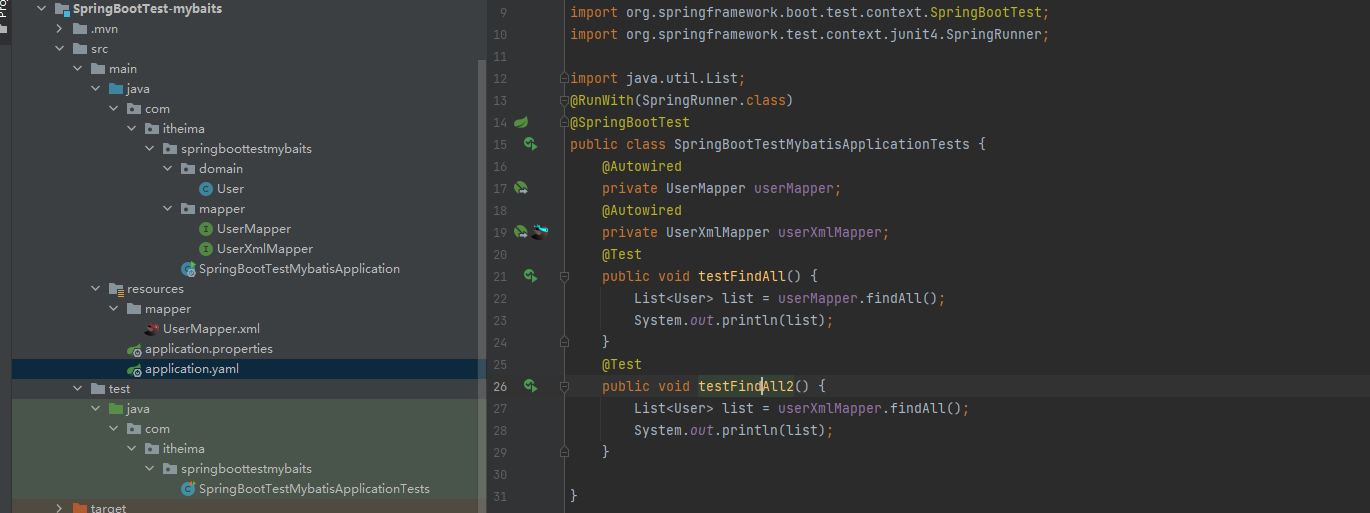 SpringBootTest-mybaits
.mvn
src
main
java
com
itheima
springboottestmybaits
domain
User
mapper
UserMapper
UserXmlMapper
SpringBootTestMybatisApplication
resources
mapper
UserMapper.xml
application.properties
application.yaml
test
java
com
itheima
springboottestmybaits
SpringBootTestMybatisApplicationTests
target
9 import org.springframework.boot.test.context.SpringBootTest;
10 import org.springframework.test.context.junit4.SpringRunner;
11
12 import java.util.List;
13 @RunWith(SpringRunner.class)
14 @SpringBootTest
15 public class SpringBootTestMybatisApplicationTests {
16 @Autowired
17 private UserMapper userMapper;
18 @Autowired
19 private UserXmlMapper userXmlMapper;
20 @Test
21 public void testFindAll() {
22 List<User> list = userMapper.findAll();
23 System.out.println(list);
24 }
25 @Test
26 public void testFindAll2() {
27 List<User> list = userXmlMapper.findAll();
28 System.out.println(list);
29 }
30
31 }